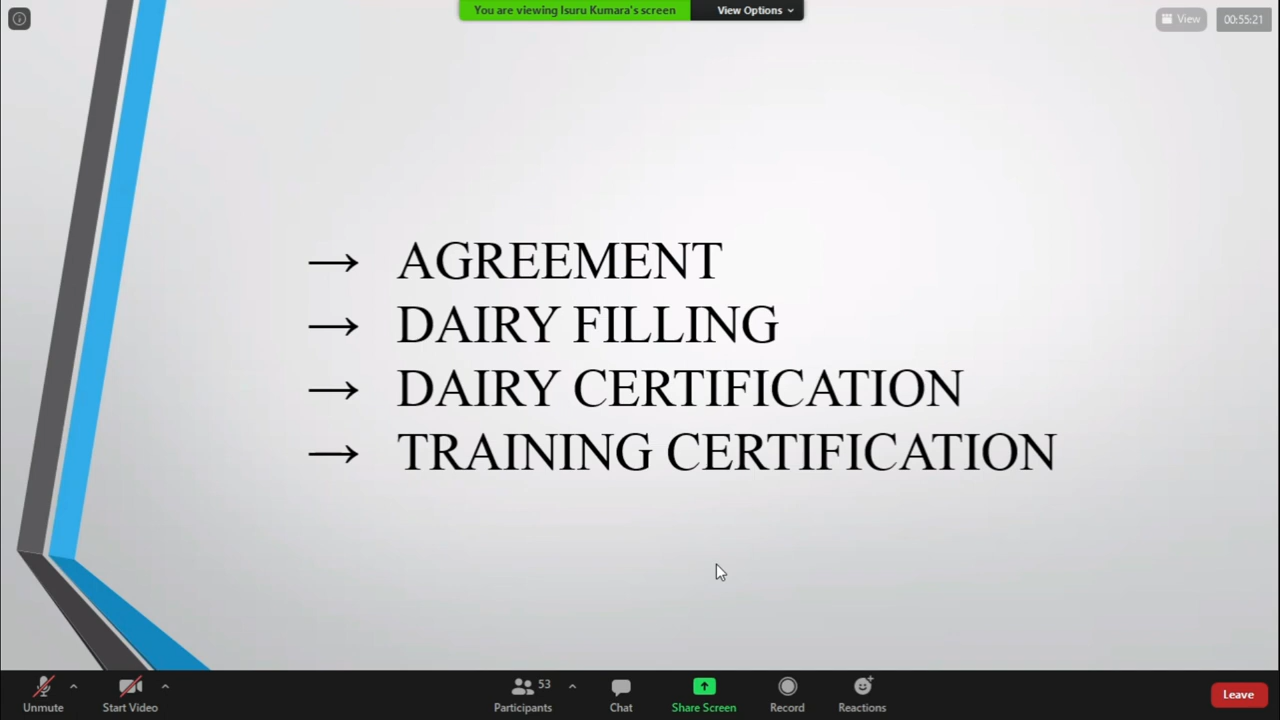 You are viewing Isuru Kumara's screen View Options
View 00:55:21
→ AGREEMENT
→ DAIRY FILLING
→ DAIRY CERTIFICATION
→ TRAINING CERTIFICATION
53
Unmute Start Video Participants Chat Share Screen Record Reactions Leave